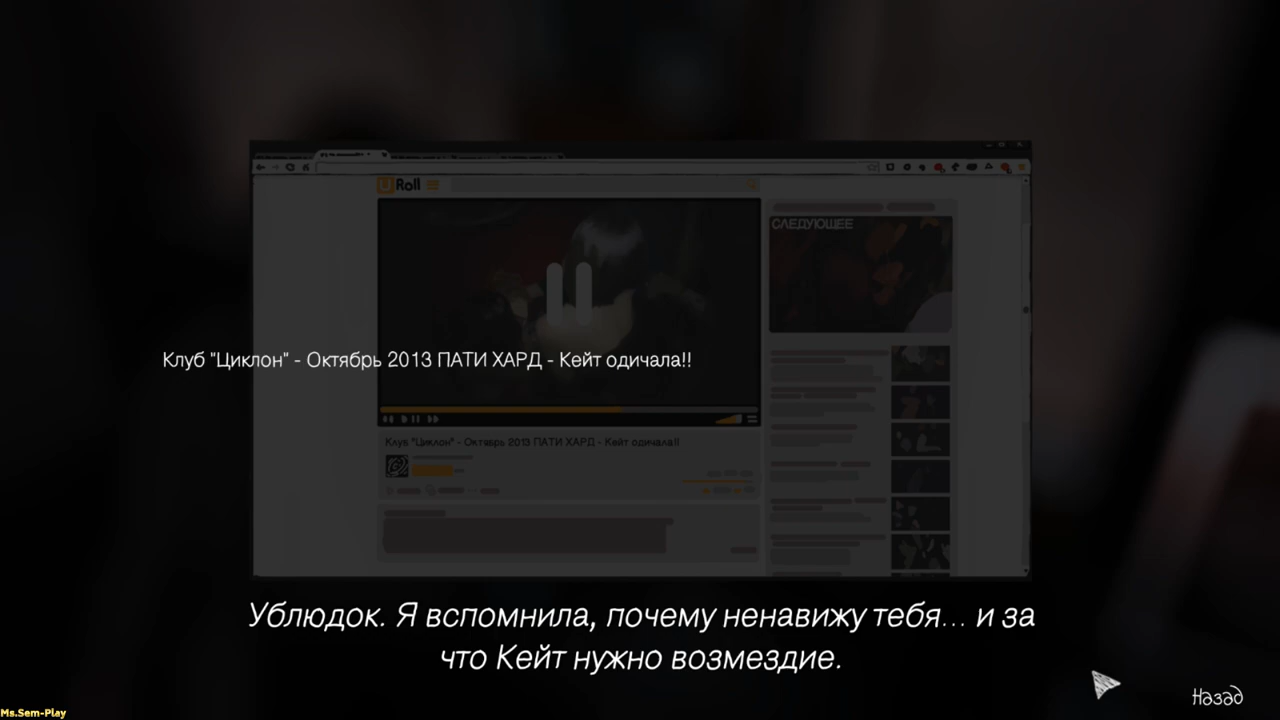 U Roll
СЛЕДУЮЩЕЕ
Клуб "Циклон" - Октябрь 2013 ПАТИ ХАРД - Кейт одичала!!
Клуб "Циклон" - Октябрь 2013 ПАТИ ХАРД - Кейт одичала!!
Ублюдок. Я вспомнила, почему ненавижу тебя... и за
что Кейт нужно возмездие.
Назад
Ms.Sem-Play